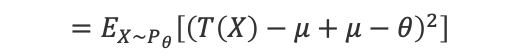 = E_{X∼P_θ}[(T(X) − μ + μ − θ)²]